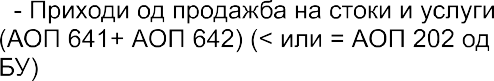 - Приходи од продажба на стоки и услуги
(АОП 641+ АОП 642) (< или = АОП 202 од
БУ)